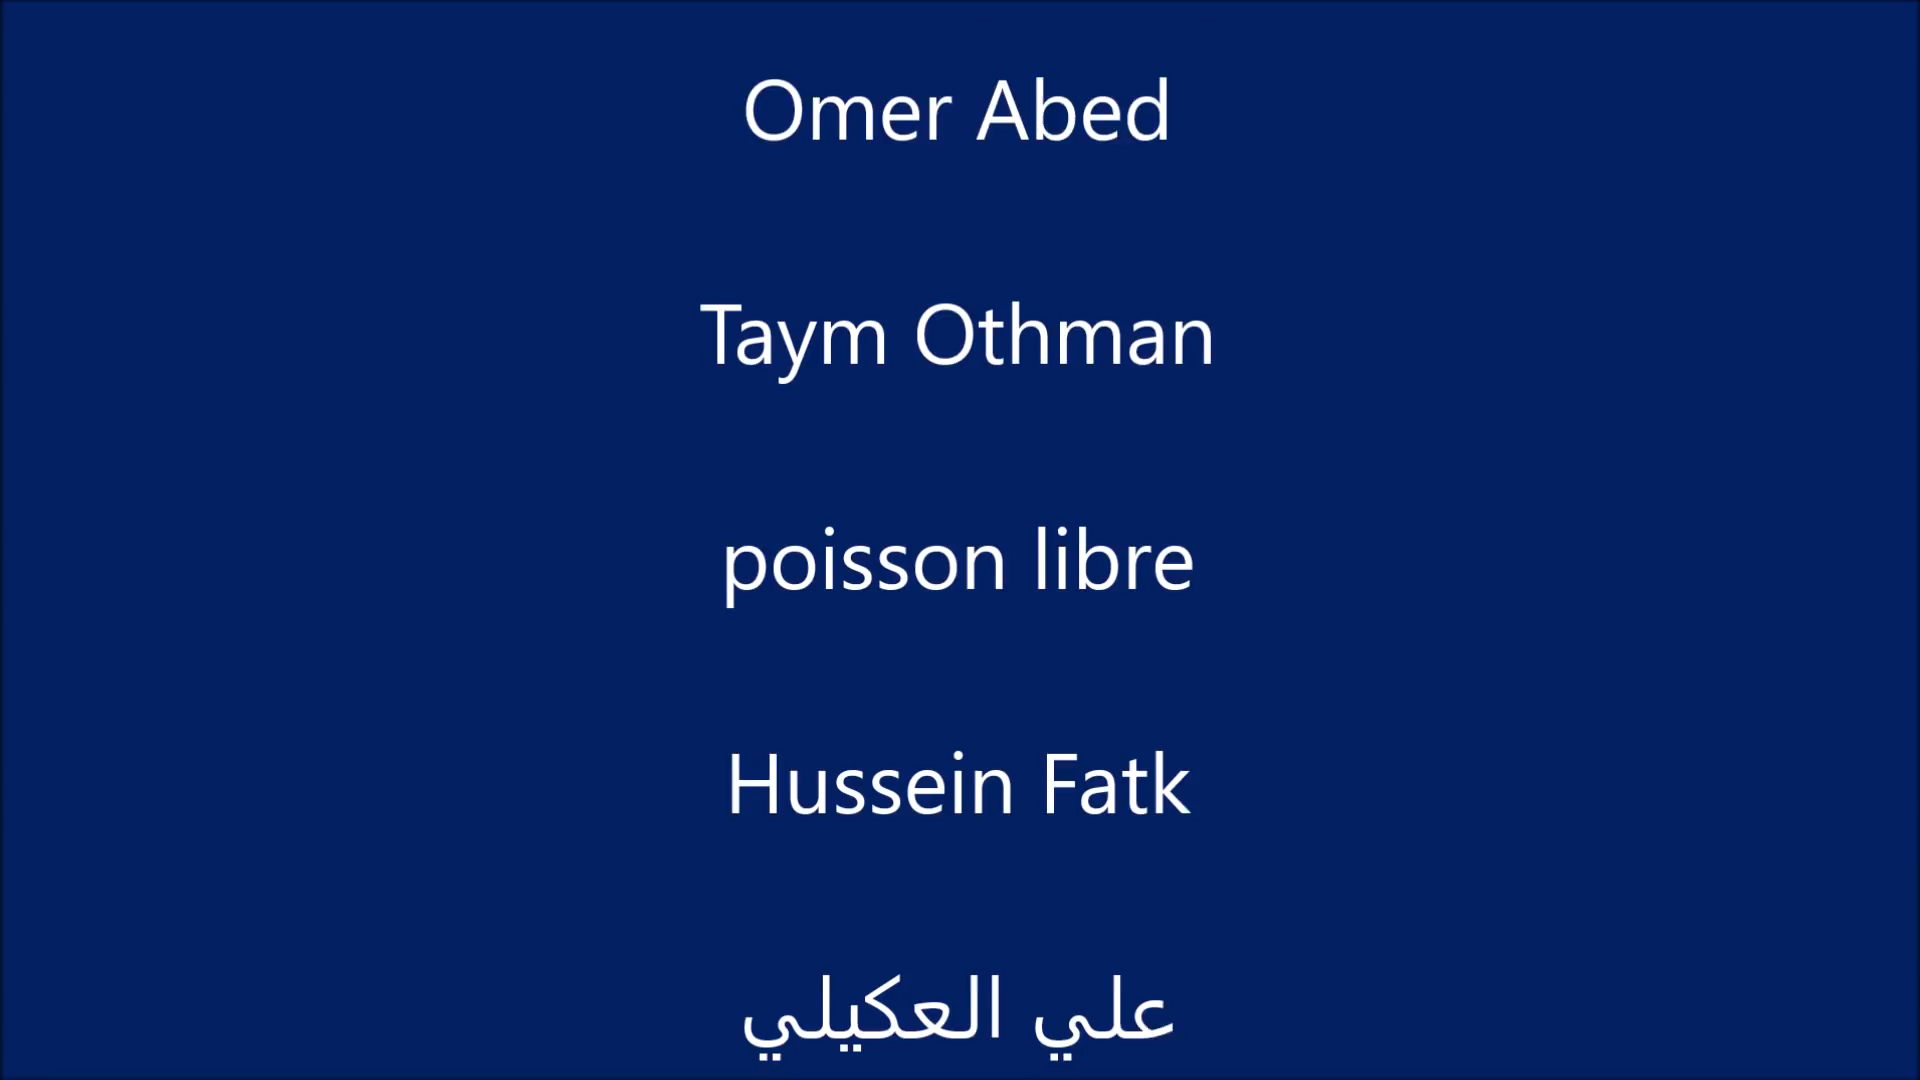 Omer Abed
Taym Othman
poisson libre
Hussein Fatk
علي العكيلي